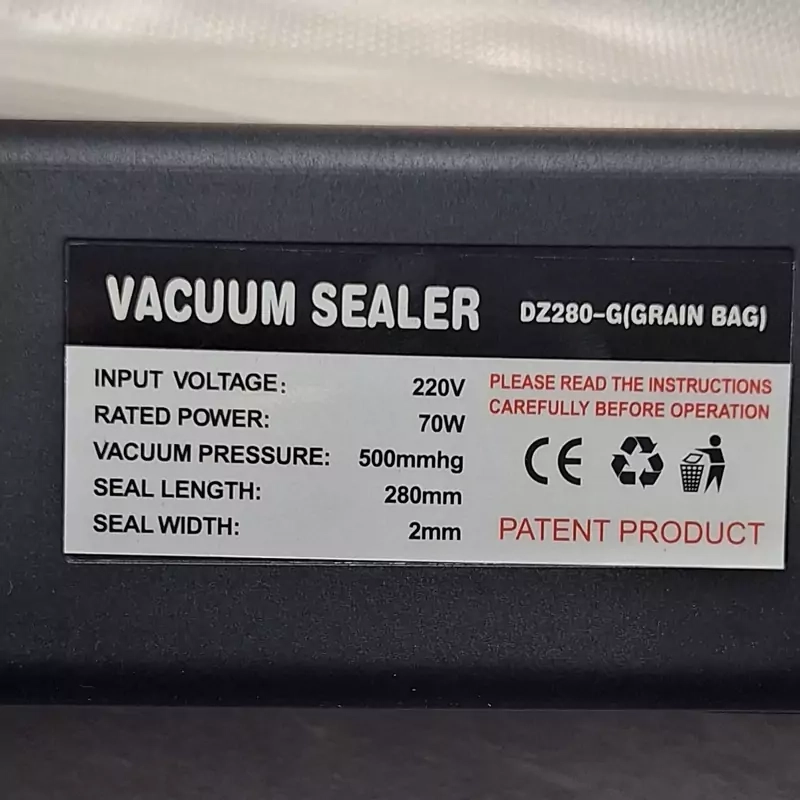 VACUUM SEALER DZ280-G(GRAIN BAG)
INPUT VOLTAGE: 220V
RATED POWER: 70W
VACUUM PRESSURE: 500mmhg
SEAL LENGTH: 280mm
SEAL WIDTH: 2mm
PLEASE READ THE INSTRUCTIONS
CAREFULLY BEFORE OPERATION
CE
PATENT PRODUCT